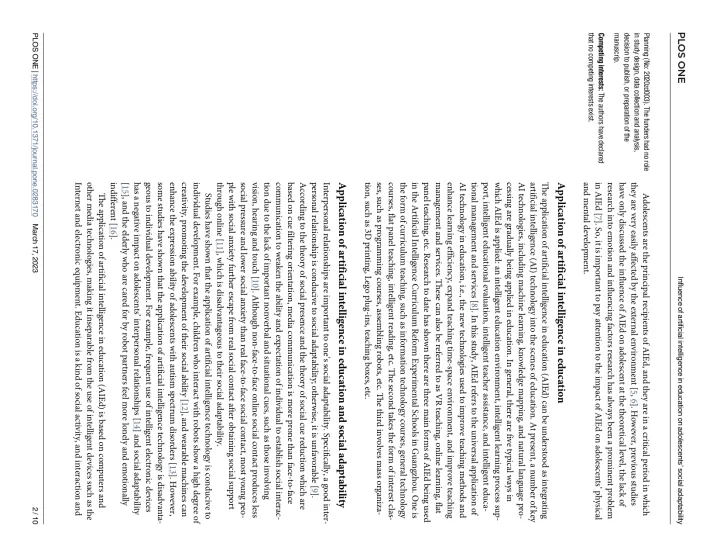 PLOS ONE
Influence of artificial intelligence in education on adolescents' social adaptability
Planning (No. 2020zd003). The funders had no role
in study design, data collection and analysis,
decision to publish, or preparation of the
manuscript.
Competing interests: The authors have declared
that no competing interests exist.
Adolescents are the principal recipients of AIEd, and they are in a critical period in which
they are very easily affected by the external environment [5, 6]. However, previous studies
have only discussed the influence of AIEd on adolescent at the theoretical level, the lack of
research into emotion and influencing factors research has always been a prominent problem
in AIEd [7]. So, it is important to pay attention to the impact of AIEd on adolescents' physical
and mental development.
Application of artificial intelligence in education
The application of artificial intelligence in education (AIEd) can be understood as integrating
artificial intelligence (AI) technology into the process of education. At present, a number of key
AI technologies, including machine learning, knowledge mapping, and natural language pro-
cessing are gradually being applied in education. In general, there are five typical ways in
which AIEd is applied: an intelligent education environment, intelligent learning process sup-
port, intelligent educational evaluation, intelligent teacher assistance, and intelligent educa-
tional management and services [8]. In this study, AIEd refers to the universal application of
AI technology in education, i.e., the new technologies used to improve teaching methods and
enhance learning efficiency, expand teaching time-space environment, and improve teaching
management and services. These can also be referred to as VR teaching, online learning, flat
panel teaching, etc. Research to date has shown there are three main forms of AIEd being used
in the Artificial Intelligence Curriculum Reform Experimental Schools in Guangzhou. One is
the form of curriculum teaching, such as information technology courses, general technology
courses, flat panel teaching, intelligent reading, etc. The second takes the form of interest clas-
ses, such as programming courses, assembling robots, etc. The third involves mass organiza-
tion, such as 3D printing, Lego plug-ins, teaching boxes, etc.
Application of artificial intelligence in education and social adaptability
Interpersonal relationships are important to one's social adaptability. Specifically, a good inter-
personal relationship is conducive to social adaptability; otherwise, it is unfavorable [9].
According to the theory of social presence and the theory of social cue reduction which are
based on cue filtering orientation, media communication is more prone than face-to-face
communication to weaken the ability and expectation of individual to establish social interac-
tion due to the lack of important nonverbal and situational cues, such as those involving
vision, hearing and touch [10]. Although non-face-to-face online social contact produces less
social pressure and lower social anxiety than real face-to-face social contact, most young peo-
ple with social anxiety further escape from real social contact after obtaining social support
through online [11], which is disadvantageous to their social adaptability.
Studies have shown that the application of artificial intelligence technology is conducive to
individual development. For example, children who interact with robots show a high degree of
creativity, promoting the development of their social ability [12], and wearable machines can
enhance the expression ability of adolescents with autism spectrum disorders [13]. However,
some studies have shown that the application of artificial intelligence technology is disadvanta-
geous to individual development. For example, frequent use of intelligent electronic devices
has a negative impact on adolescents' interpersonal relationships [14] and social adaptability
[15], and the elderly who are cared for by robot partners feel more lonely and emotionally
indifferent [16].
The application of artificial intelligence in education (AIEd) is based on computers and
other media technologies, making it inseparable from the use of intelligent devices such as the
Internet and electronic equipment. Education is a kind of social activity, and interaction and
PLOS ONE | https://doi.org/10.1371/journal.pone.0283170 March 17, 2023
2 / 10